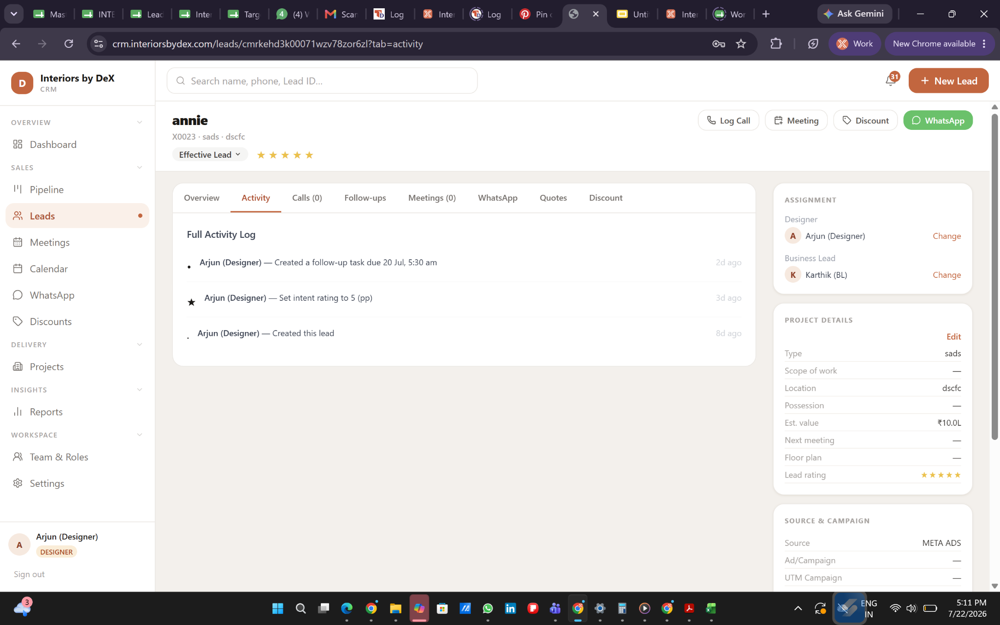 Mas
INTE
Lead
Inter
Targ
4
(4) V
Scan
Log
Inter
Log
Pin c
Unti
Inter
Wor
Ask Gemini
crm.interiorsbydex.com/leads/cmrkehd3k00071wzv78zor6zl?tab=activity
Work
New Chrome available
D
Interiors by DeX
CRM
Search name, phone, Lead ID...
31
+ New Lead
OVERVIEW
Dashboard
SALES
Pipeline
Leads
Meetings
Calendar
WhatsApp
Discounts
DELIVERY
Projects
INSIGHTS
Reports
WORKSPACE
Team & Roles
Settings
A
Arjun (Designer)
DESIGNER
Sign out
annie
X0023 · sads · dscfc
Effective Lead
★ ★ ★ ★ ★
Log Call
Meeting
Discount
WhatsApp
Overview
Activity
Calls (0)
Follow-ups
Meetings (0)
WhatsApp
Quotes
Discount
Full Activity Log
Arjun (Designer) — Created a follow-up task due 20 Jul, 5:30 am
2d ago
★ Arjun (Designer) — Set intent rating to 5 (pp)
3d ago
Arjun (Designer) — Created this lead
8d ago
ASSIGNMENT
Designer
A Arjun (Designer) Change
Business Lead
K Karthik (BL) Change
PROJECT DETAILS
Edit
Type sads
Scope of work —
Location dscfc
Possession —
Est. value ₹10.0L
Next meeting —
Floor plan —
Lead rating ★★★★★
SOURCE & CAMPAIGN
Source META ADS
Ad/Campaign —
UTM Campaign —
3
ENG
IN
5:11 PM
7/22/2026